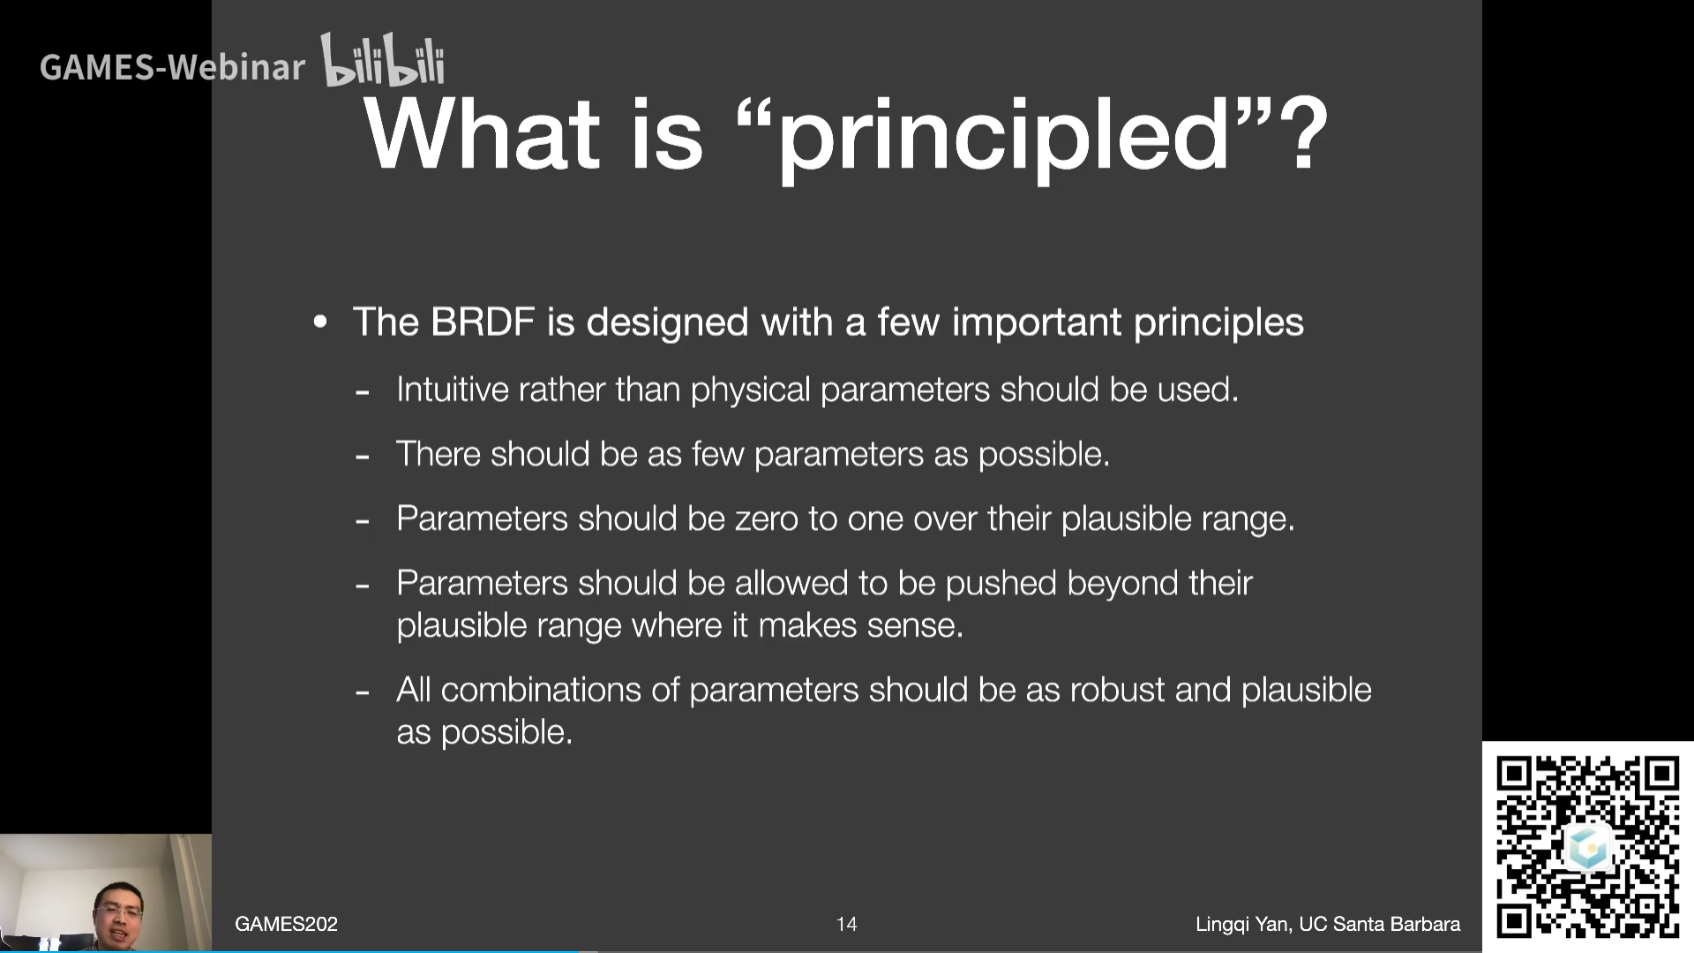 GAMES-Webinar bilibili
What is “principled”?
• The BRDF is designed with a few important principles
- Intuitive rather than physical parameters should be used.
- There should be as few parameters as possible.
- Parameters should be zero to one over their plausible range.
- Parameters should be allowed to be pushed beyond their
plausible range where it makes sense.
- All combinations of parameters should be as robust and plausible
as possible.
GAMES202
14
Lingqi Yan, UC Santa Barbara